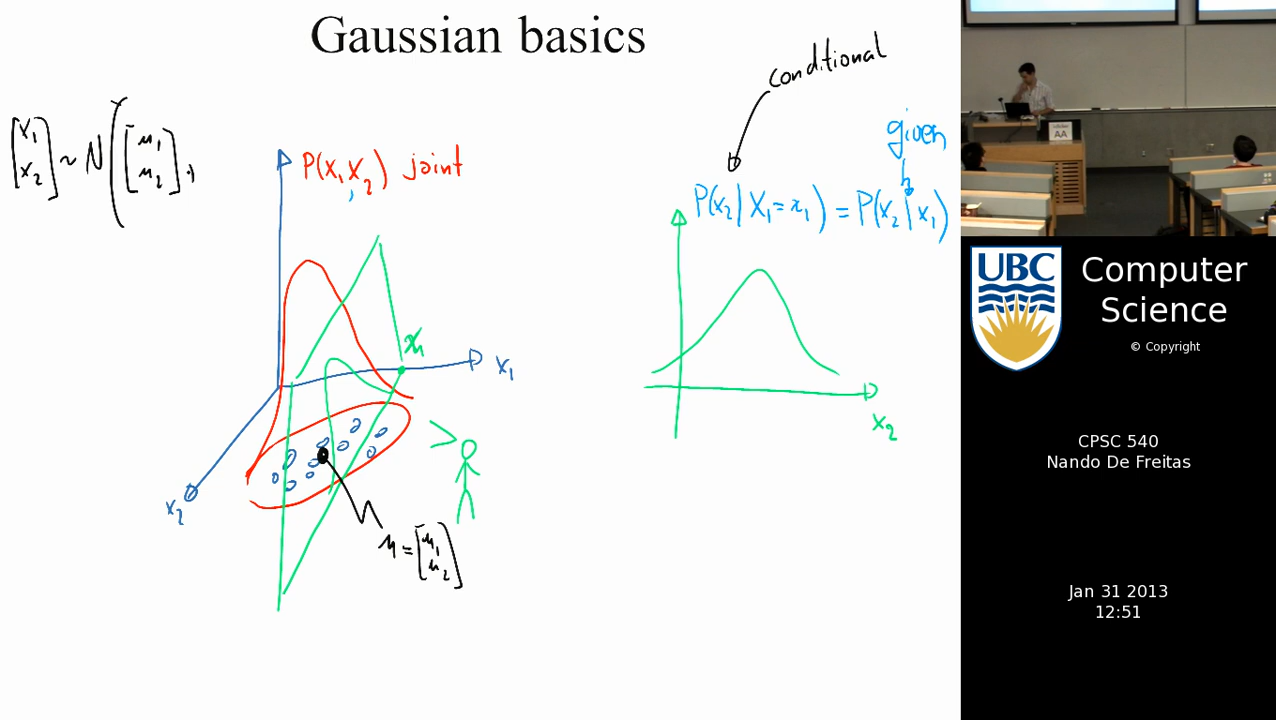 Gaussian basics
conditional
given
[x₁ x₂] ~ N([μ₁ μ₂],
P(x₁, x₂) joint
P(x₂ | X₁ = x₁) = P(x₂ | x₁)
x₁
x₁
x₂
x₂
μ = [μ₁ μ₂]
AA
UBC
Computer
Science
© Copyright
CPSC 540
Nando De Freitas
Jan 31 2013
12:51